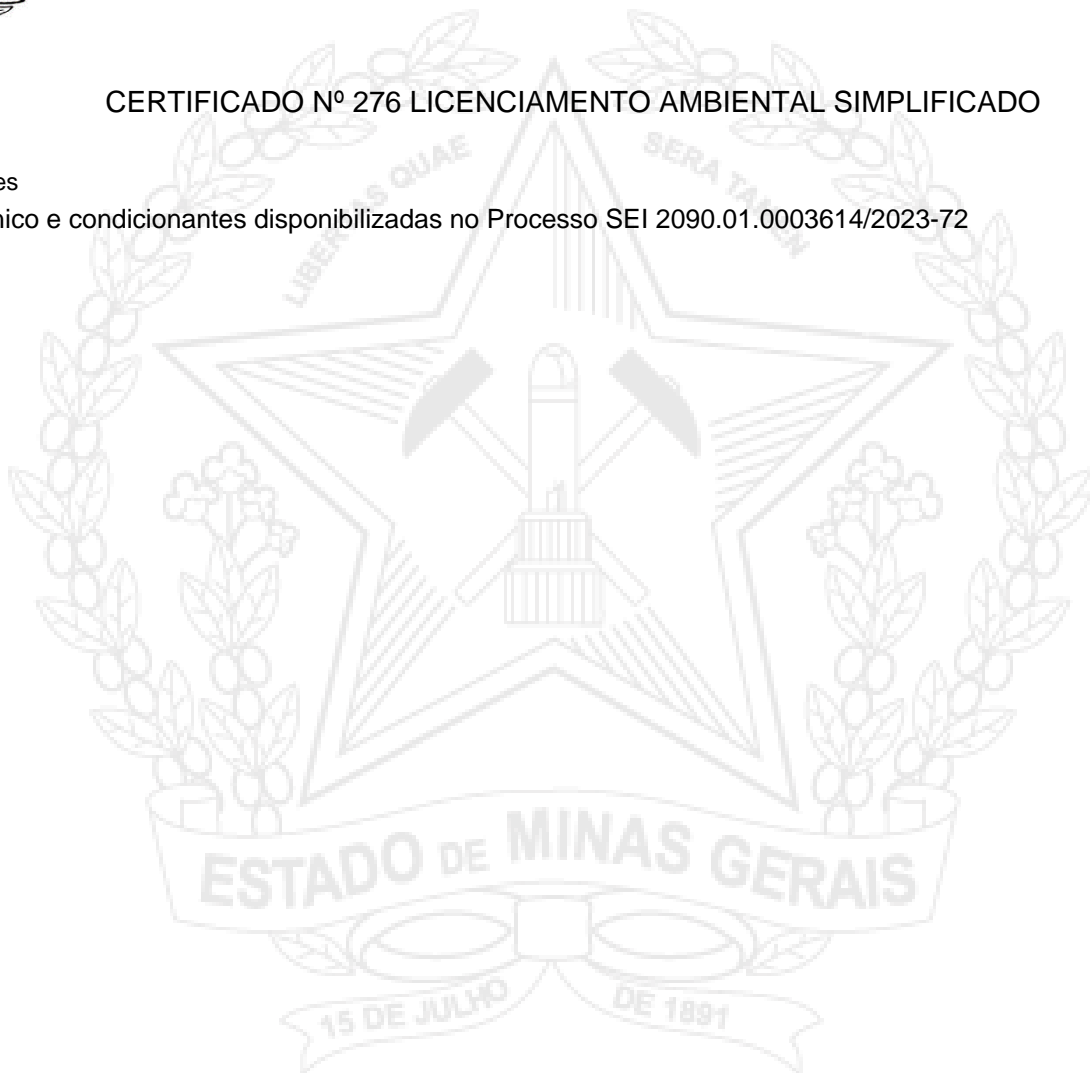 CERTIFICADO Nº 276 LICENCIAMENTO AMBIENTAL SIMPLIFICADO
LIBERTAS QUAE SERA TAMEN
es
nico e condicionantes disponibilizadas no Processo SEI 2090.01.0003614/2023-72
ESTADO DE MINAS GERAIS
15 DE JULHO DE 1891